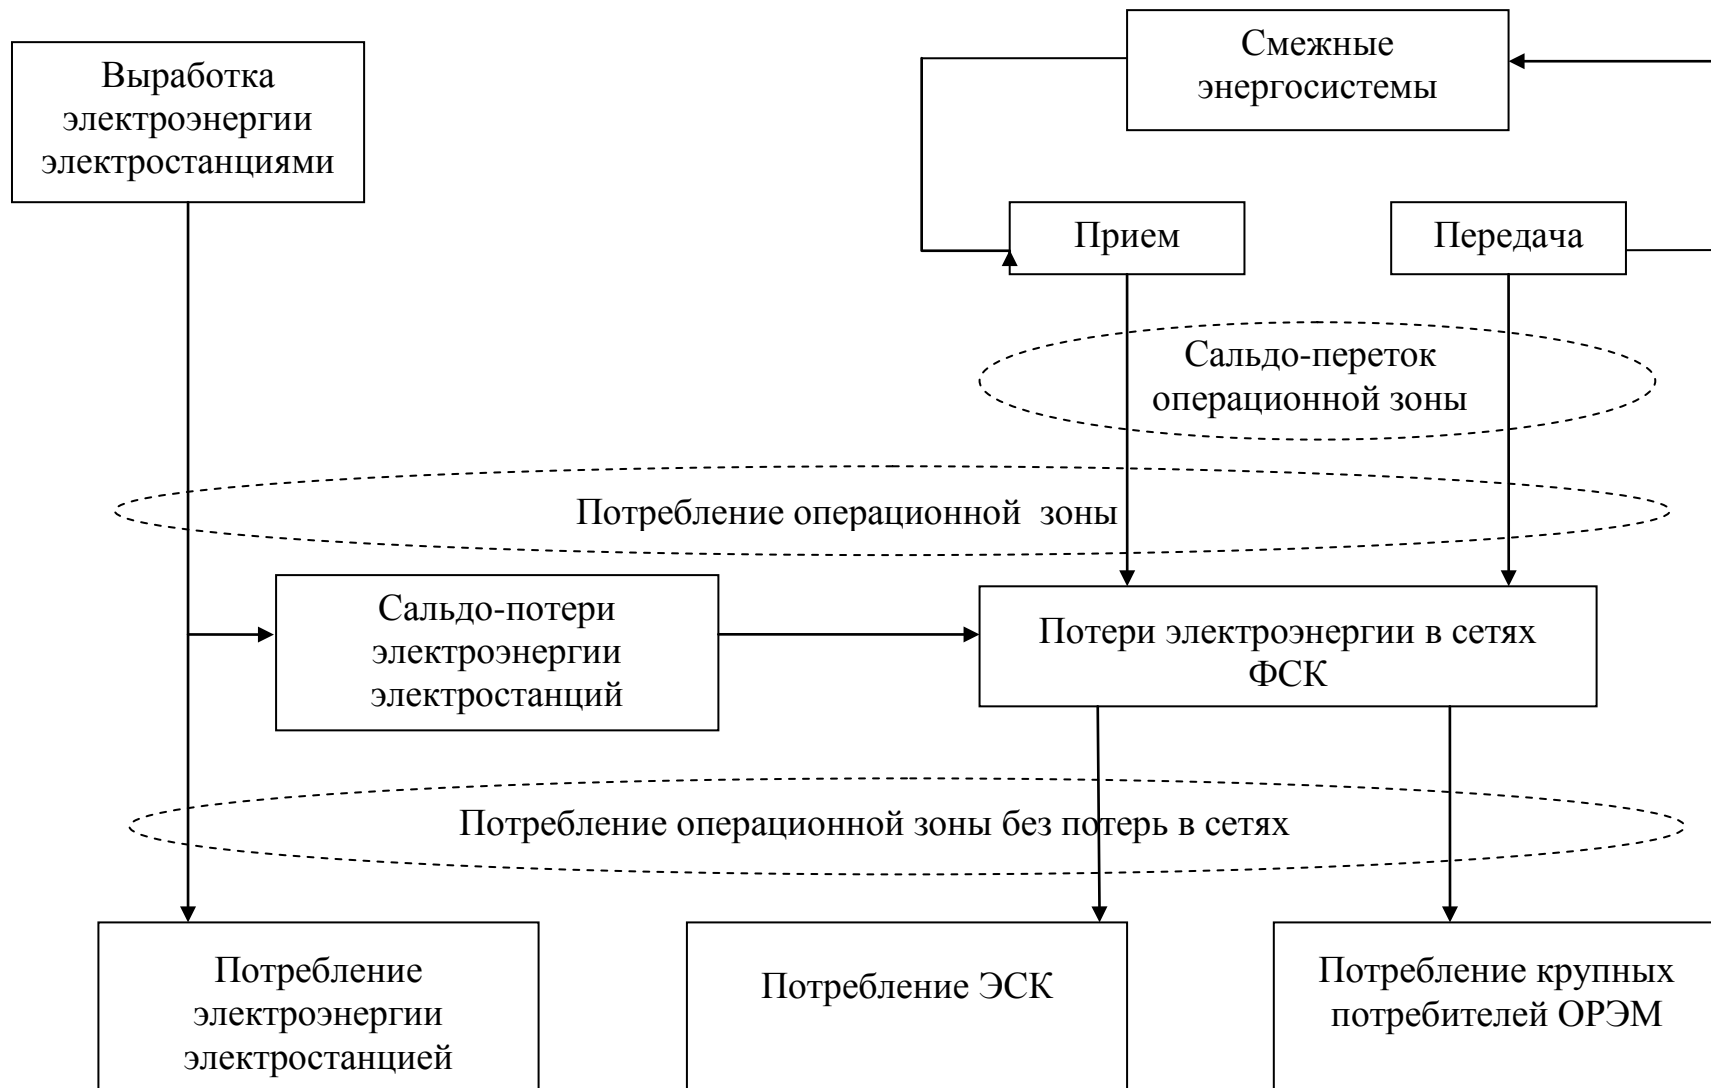 Выработка
электроэнергии
электростанциями
Смежные
энергосистемы
Прием
Передача
Сальдо-переток
операционной зоны
Потребление операционной зоны
Сальдо-потери
электроэнергии
электростанций
Потери электроэнергии в сетях
ФСК
Потребление операционной зоны без потерь в сетях
Потребление
электроэнергии
электростанцией
Потребление ЭСК
Потребление крупных
потребителей ОРЭМ